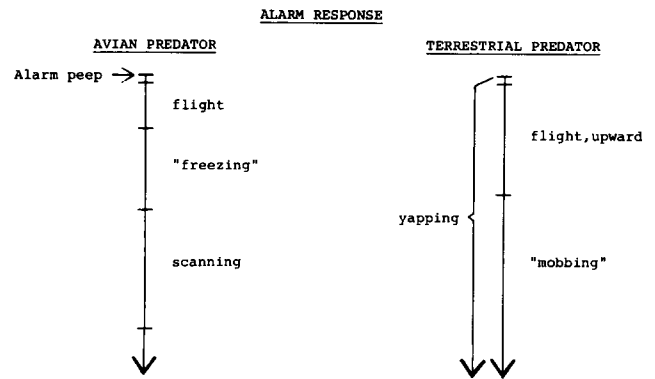 ALARM RESPONSE
AVIAN PREDATOR
TERRESTRIAL PREDATOR
Alarm peep
flight
flight,upward
"freezing"
yapping
scanning
"mobbing"